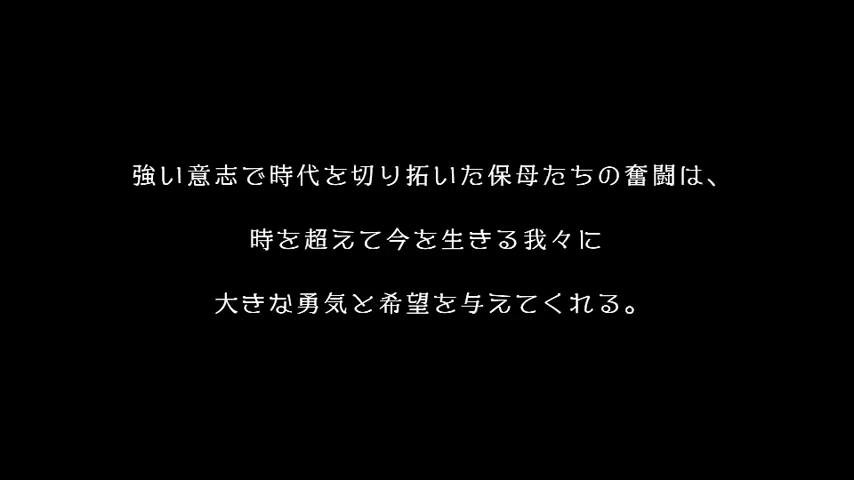 強い意志で時代を切り拓いた保母たちの奮闘は、
時を超えて今を生きる我々に
大きな勇気と希望を与えてくれる。